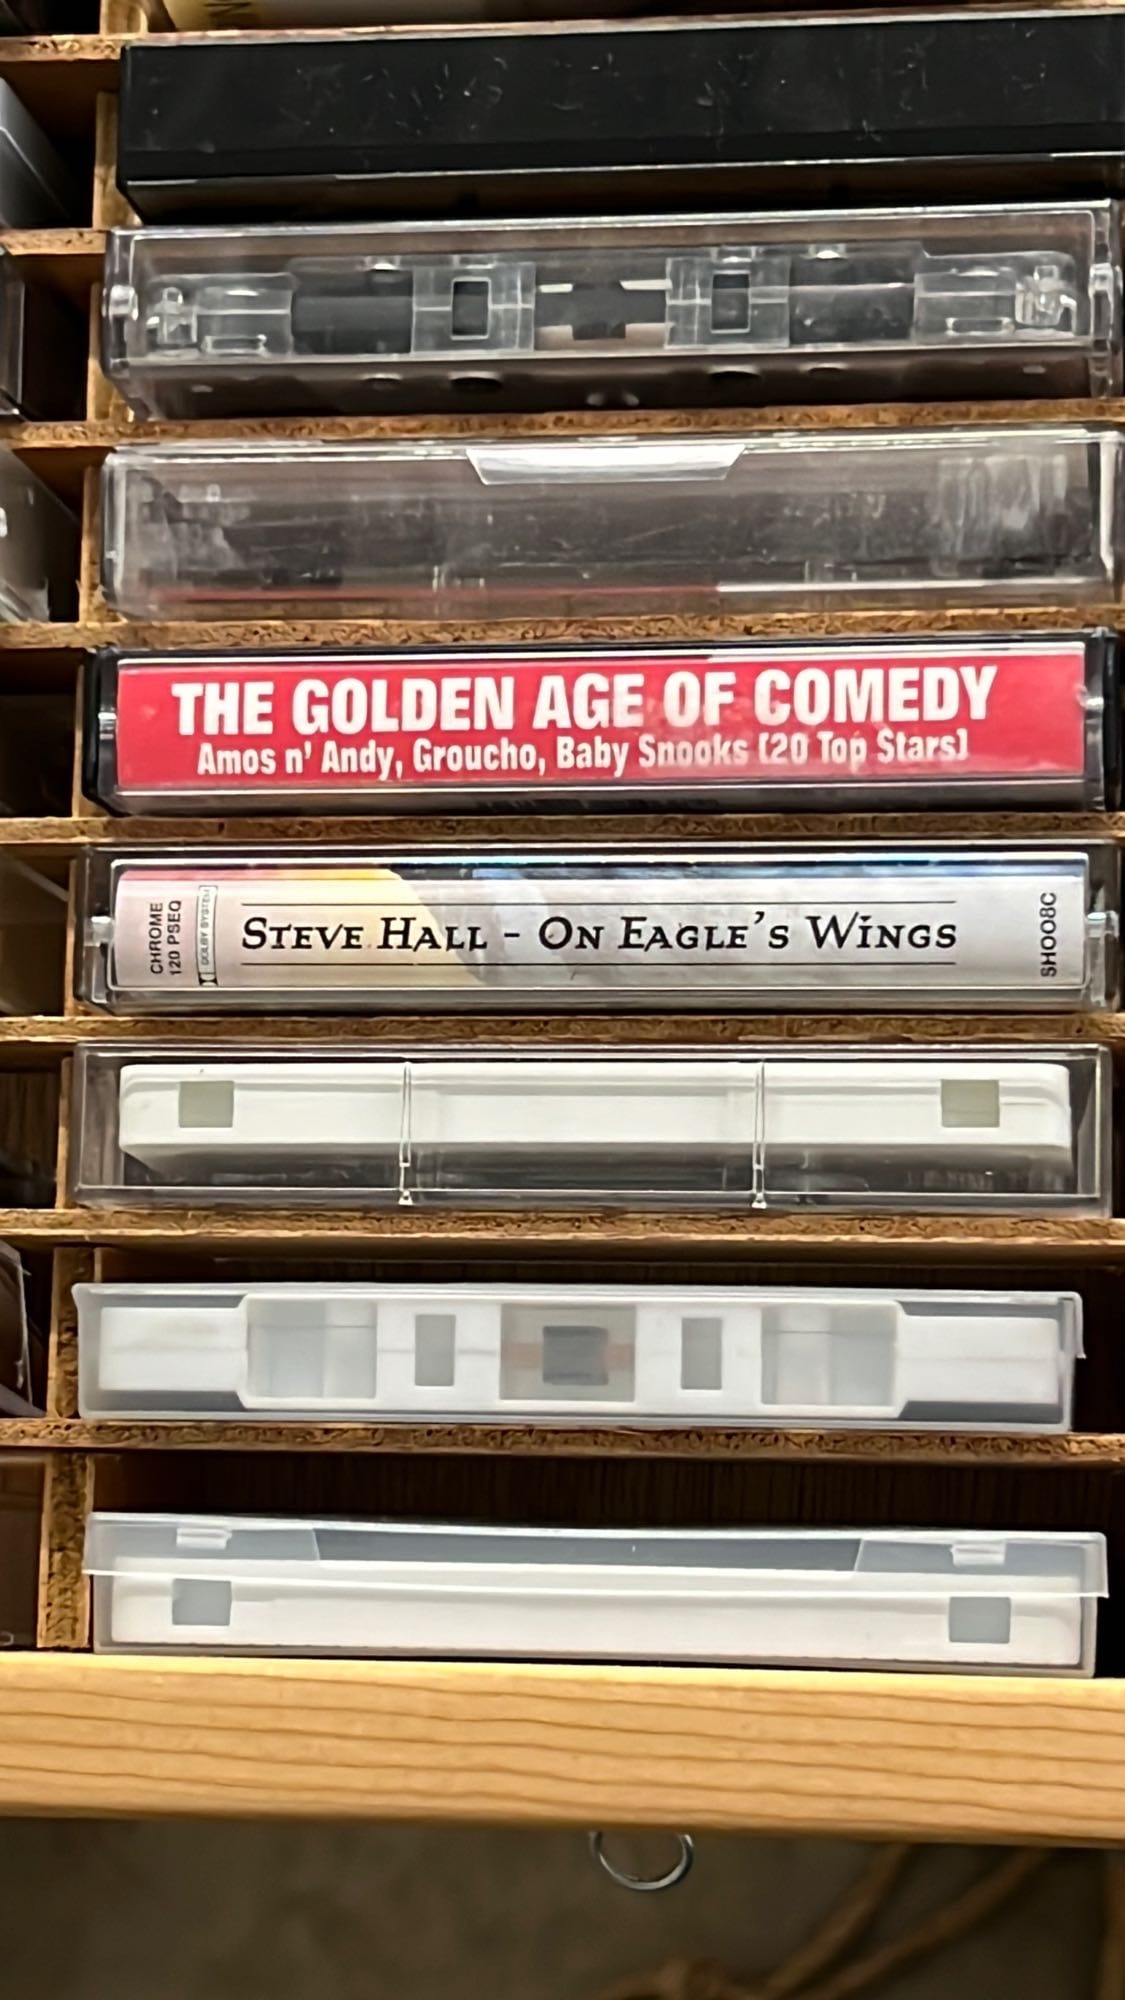 THE GOLDEN AGE OF COMEDY
Amos n' Andy, Groucho, Baby Snooks [20 Top Stars]
CHROME
120 PSEQ
DOLBY SYSTEM
STEVE HALL - ON EAGLE'S WINGS
SHOO8C